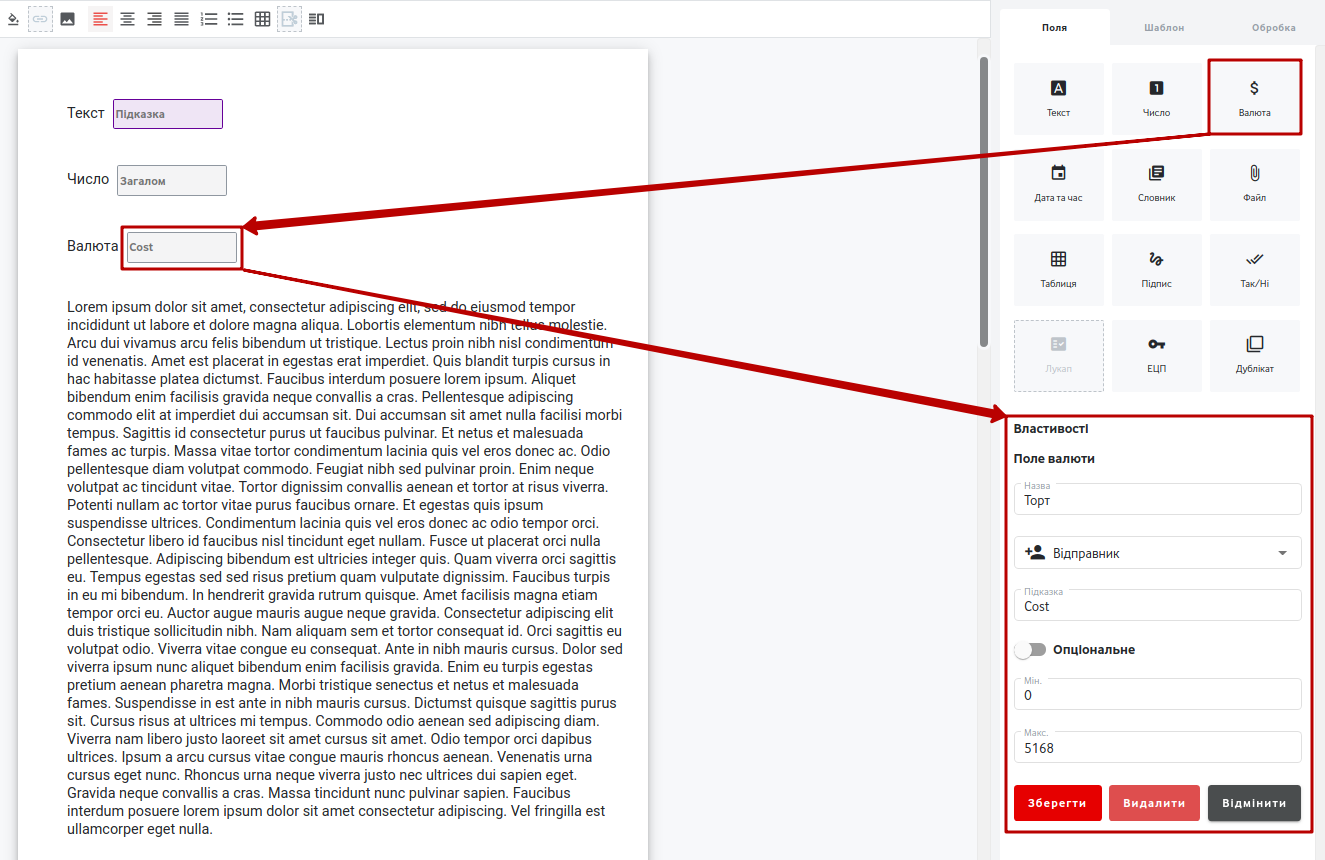 Текст Підказка
Число Загалом
Валюта Cost
Lorem ipsum dolor sit amet, consectetur adipiscing elit, sed do eiusmod tempor
incididunt ut labore et dolore magna aliqua. Lobortis elementum nibh tellus molestie.
Arcu dui vivamus arcu felis bibendum ut tristique. Lectus proin nibh nisl condimentum
id venenatis. Amet est placerat in egestas erat imperdiet. Quis blandit turpis cursus in
hac habitasse platea dictumst. Faucibus interdum posuere lorem ipsum. Aliquet
bibendum enim facilisis gravida neque convallis a cras. Pellentesque adipiscing
commodo elit at imperdiet dui accumsan sit. Dui accumsan sit amet nulla facilisi morbi
tempus. Sagittis id consectetur purus ut faucibus pulvinar. Et netus et malesuada
fames ac turpis. Massa vitae tortor condimentum lacinia quis vel eros donec ac. Odio
pellentesque diam volutpat commodo. Feugiat nibh sed pulvinar proin. Enim neque
volutpat ac tincidunt vitae. Tortor dignissim convallis aenean et tortor at risus viverra.
Potenti nullam ac tortor vitae purus faucibus ornare. Et egestas quis ipsum
suspendisse ultrices. Condimentum lacinia quis vel eros donec ac odio tempor orci.
Consectetur libero id faucibus nisl tincidunt eget nullam. Fusce ut placerat orci nulla
pellentesque. Adipiscing bibendum est ultricies integer quis. Quam viverra orci sagittis
eu. Tempus egestas sed sed risus pretium quam vulputate dignissim. Faucibus turpis
in eu mi bibendum. In hendrerit gravida rutrum quisque. Amet facilisis magna etiam
tempor orci eu. Auctor augue mauris augue neque gravida. Consectetur adipiscing elit
duis tristique sollicitudin nibh. Nam aliquam sem et tortor consequat id. Orci sagittis eu
volutpat odio. Viverra vitae congue eu consequat. Ante in nibh mauris cursus. Dolor sed
viverra ipsum nunc aliquet bibendum enim facilisis gravida. Enim eu turpis egestas
pretium aenean pharetra magna. Morbi tristique senectus et netus et malesuada
fames. Suspendisse in est ante in nibh mauris cursus. Dictumst quisque sagittis purus
sit. Cursus risus at ultrices mi tempus. Commodo odio aenean sed adipiscing diam.
Viverra nam libero justo laoreet sit amet cursus sit amet. Odio tempor orci dapibus
ultrices. Ipsum a arcu cursus vitae congue mauris rhoncus aenean. Venenatis urna
cursus eget nunc. Rhoncus urna neque viverra justo nec ultrices dui sapien eget.
Gravida neque convallis a cras. Massa tincidunt nunc pulvinar sapien. Faucibus
interdum posuere lorem ipsum dolor sit amet consectetur adipiscing. Vel fringilla est
ullamcorper eget nulla.
Поля Шаблон Обробка
Текст Число Валюта
Дата та час Словник Файл
Таблиця Підпис Так/Ні
Лукап ЕЦП Дублікат
Властивості
Поле валюти
Назва
Торт
Відправник
Підказка
Cost
Опціональне
Мін.
0
Макс.
5168
Зберегти Видалити Відмінити